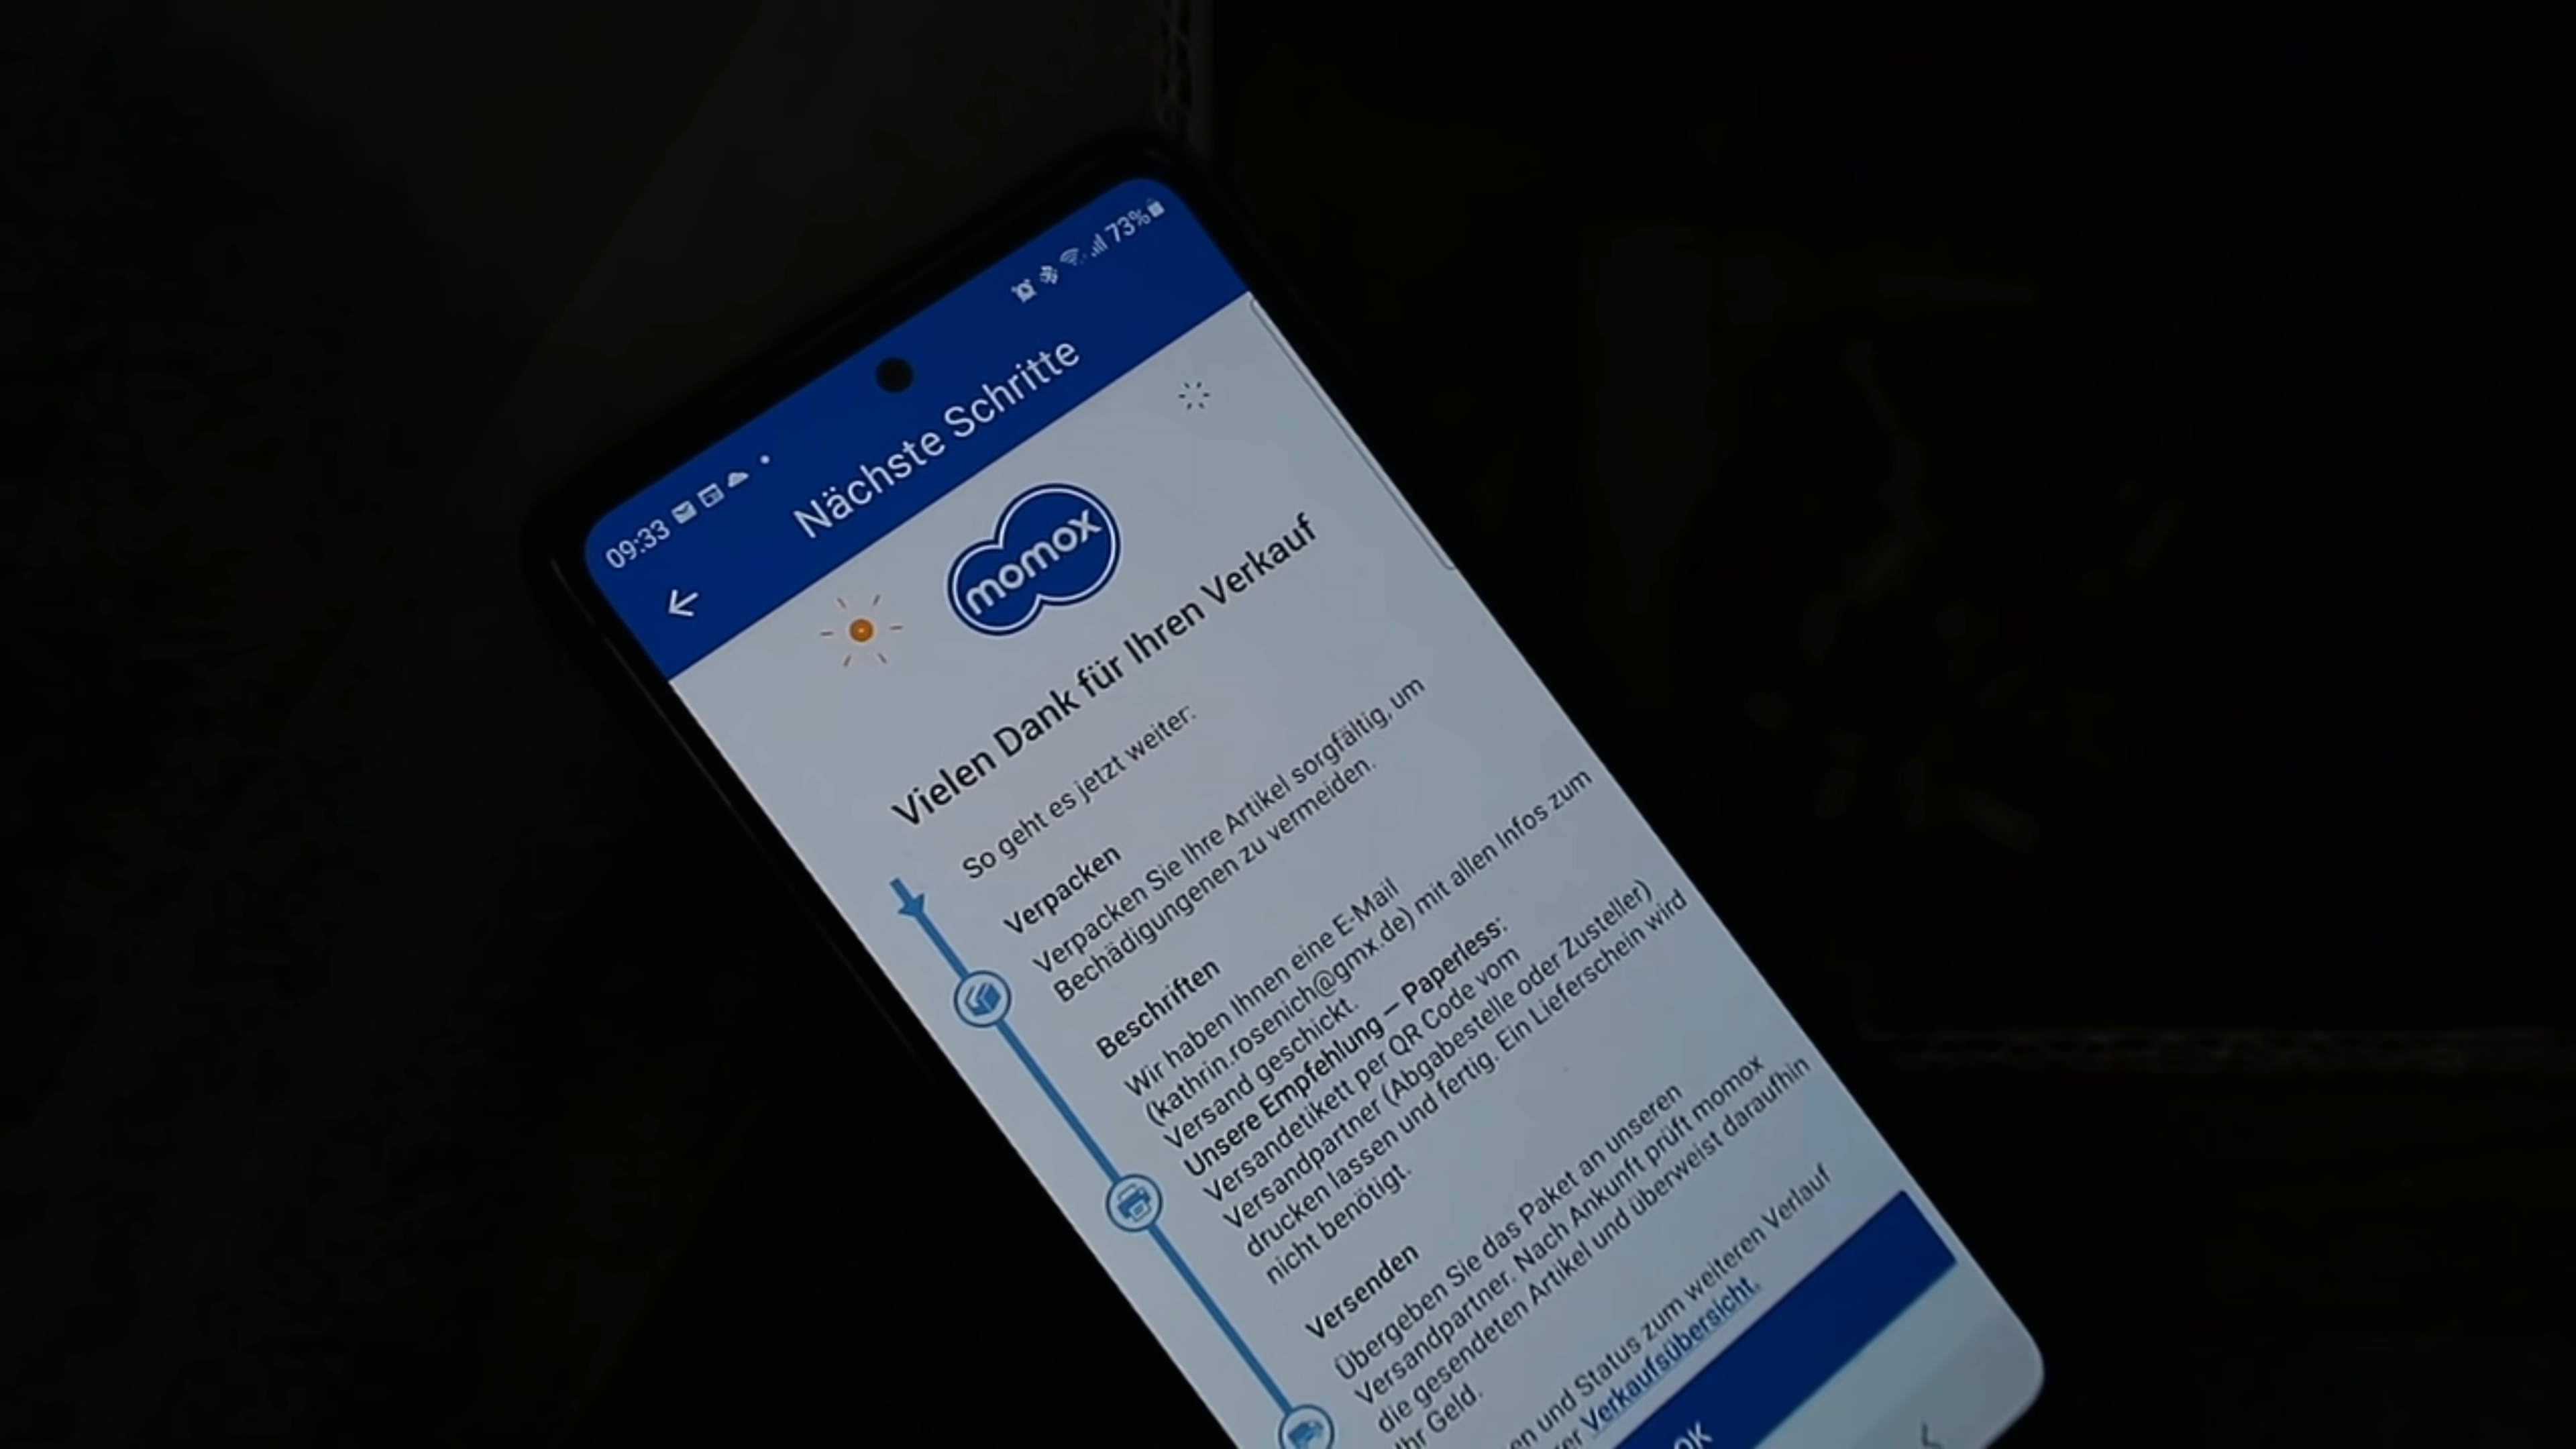 09:33
73%
Nächste Schritte
momox
Vielen Dank für Ihren Verkauf
So geht es jetzt weiter:
Verpacken
Verpacken Sie Ihre Artikel sorgfältig, um
Bechädigungenen zu vermeiden.
Beschriften
Wir haben Ihnen eine E-Mail
(kathrin.rosenich@gmx.de) mit allen Infos zum
Versand geschickt.
Unsere Empfehlung – Paperless:
Versandetikett per QR Code vom
Versandpartner (Abgabestelle oder Zusteller)
drucken lassen und fertig. Ein Lieferschein wird
nicht benötigt.
Versenden
Übergeben Sie das Paket an unseren
Versandpartner. Nach Ankunft prüft momox
die gesendeten Artikel und überweist daraufhin
Ihr Geld.
und Status zum weiteren Verlauf
Verkaufsübersicht.
OK